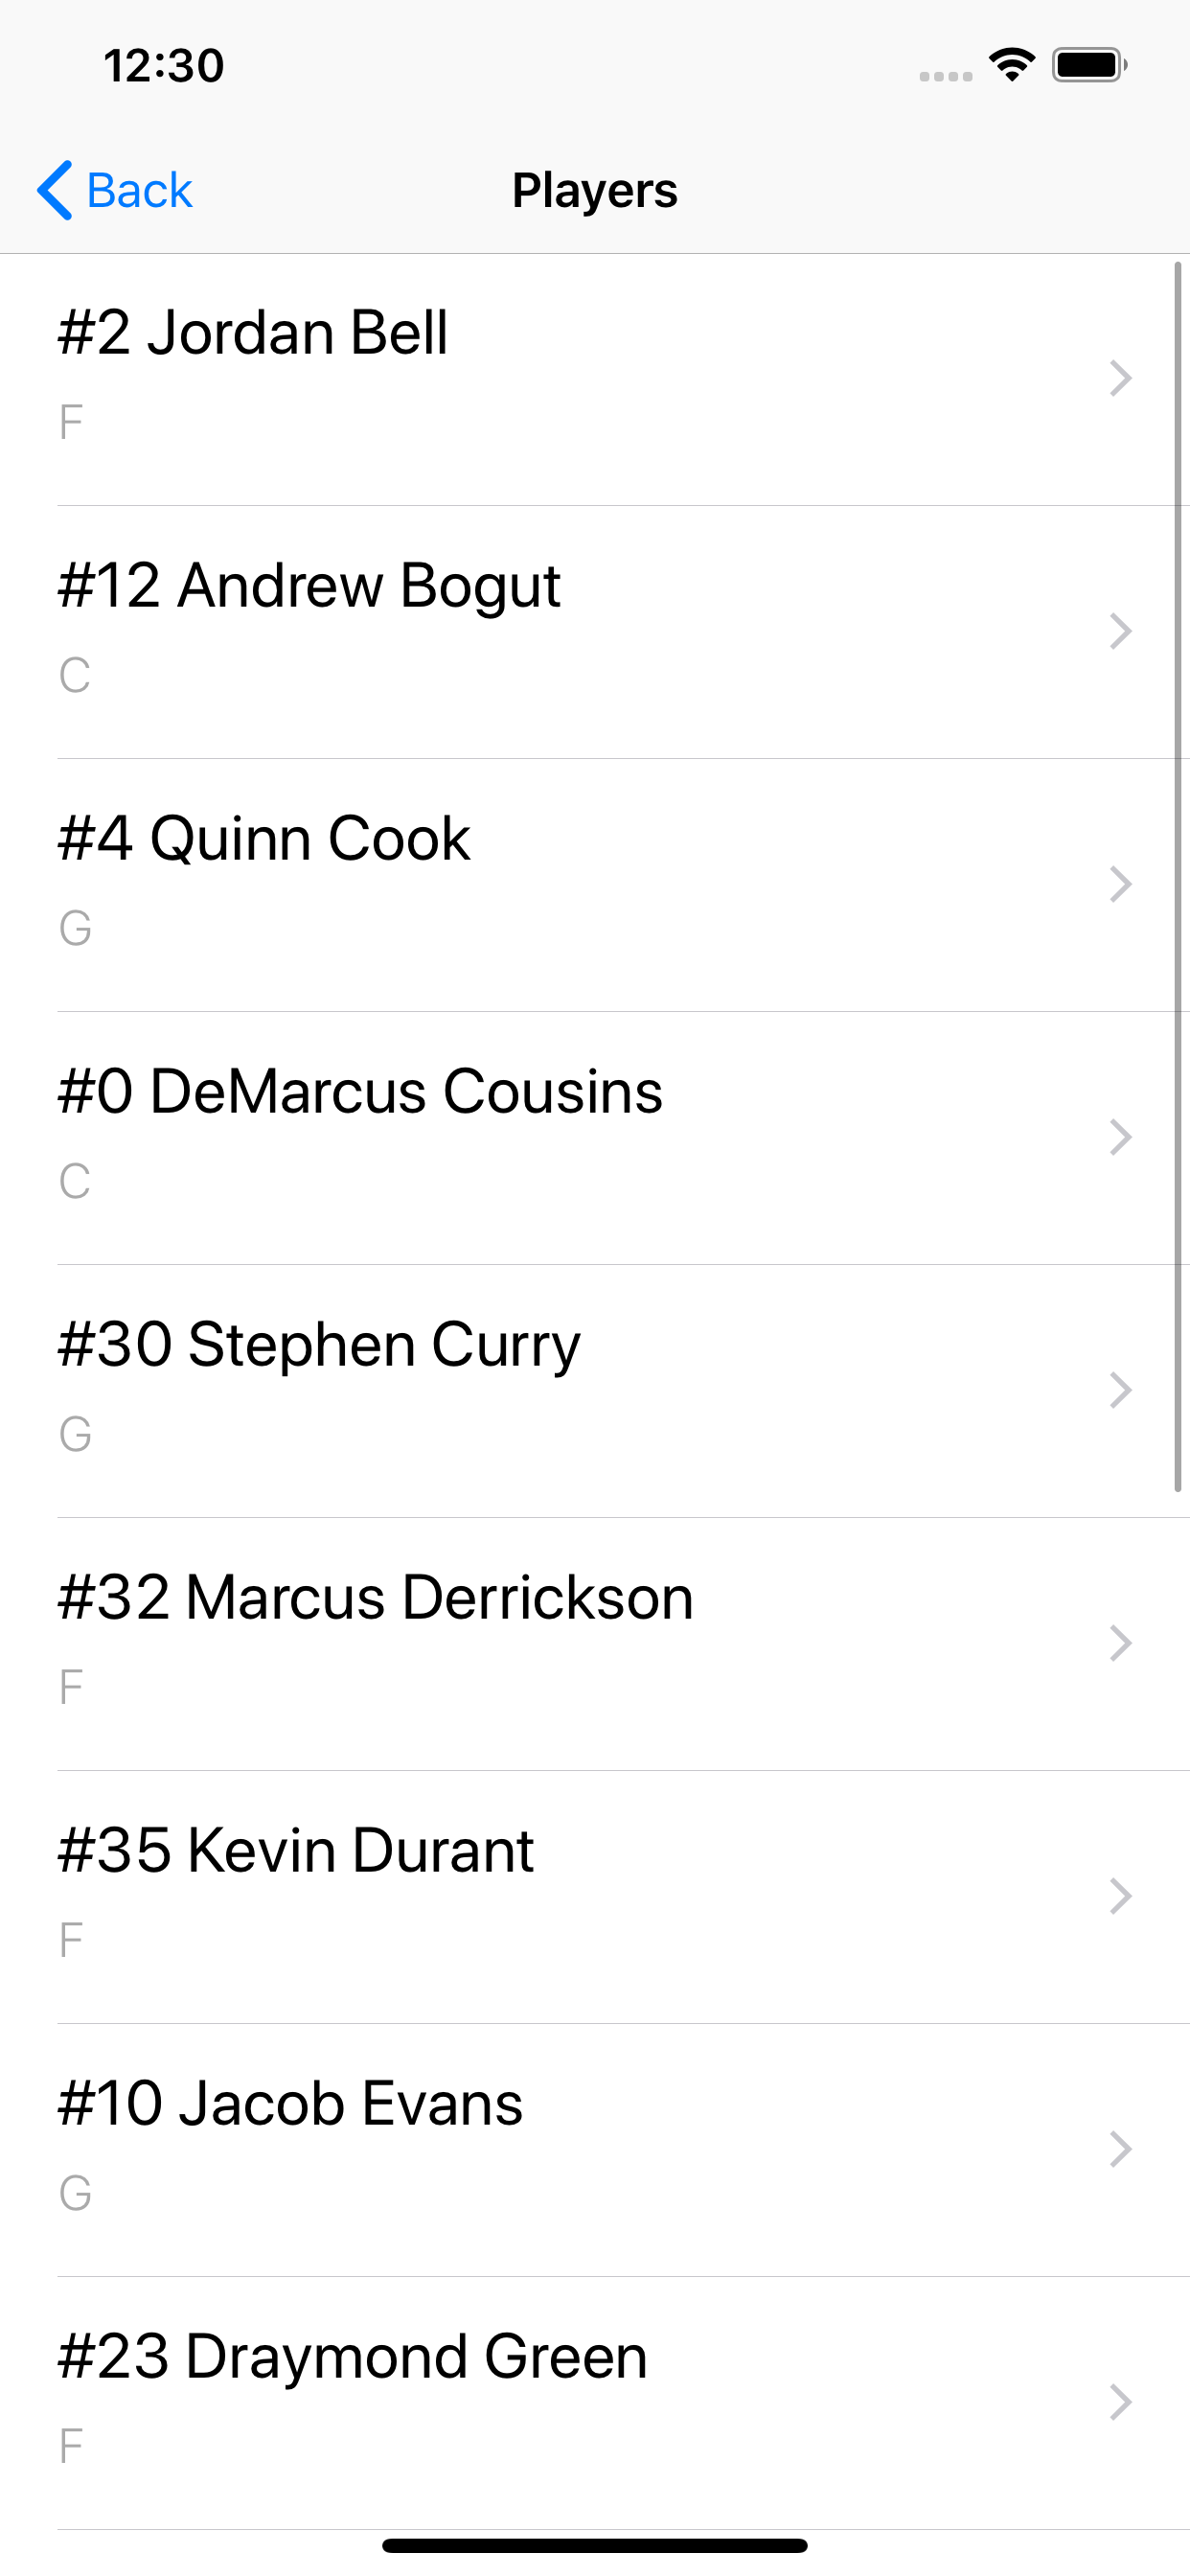 12:30
Back
Players
#2 Jordan Bell
F
#12 Andrew Bogut
C
#4 Quinn Cook
G
#0 DeMarcus Cousins
C
#30 Stephen Curry
G
#32 Marcus Derrickson
F
#35 Kevin Durant
F
#10 Jacob Evans
G
#23 Draymond Green
F